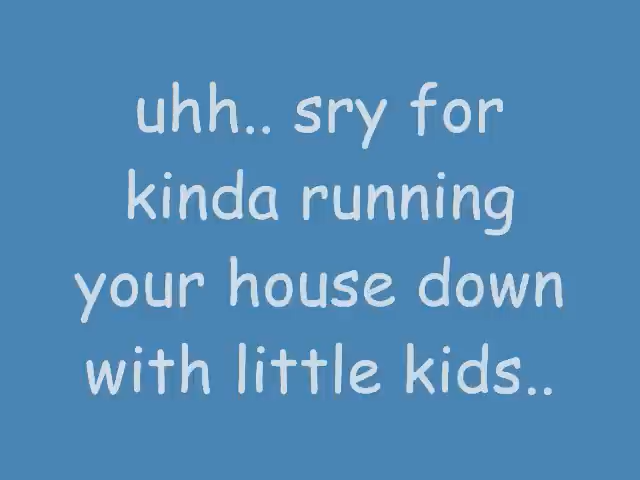 uhh.. sry for
kinda running
your house down
with little kids..